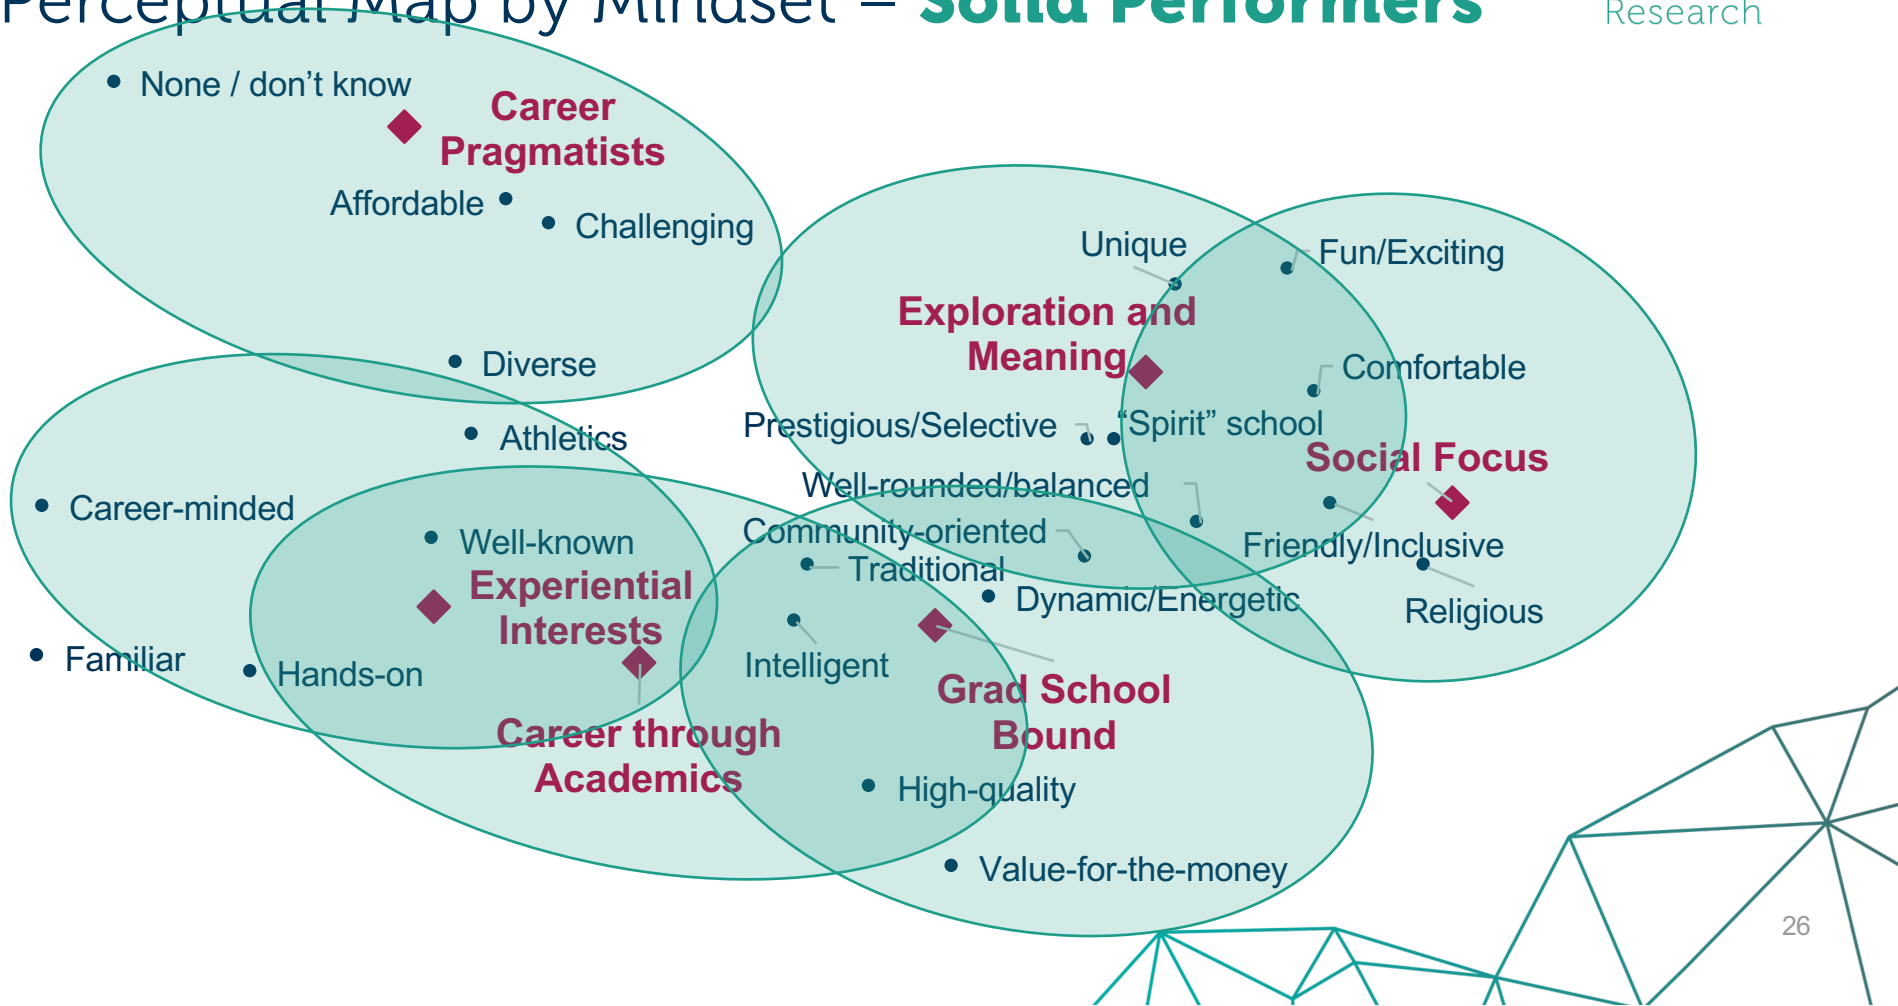 Perceptual Map by Mindset – Solid Performers
Research
None / don’t know
Career
Pragmatists
Affordable
Challenging
Diverse
Unique
Fun/Exciting
Exploration and
Meaning
Comfortable
Prestigious/Selective
“Spirit” school
Athletics
Social Focus
Well-rounded/balanced
Career-minded
Community-oriented
Well-known
Friendly/Inclusive
Traditional
Experiential
Interests
Dynamic/Energetic
Religious
Familiar
Hands-on
Intelligent
Grad School
Bound
Career through
Academics
High-quality
Value-for-the-money
26